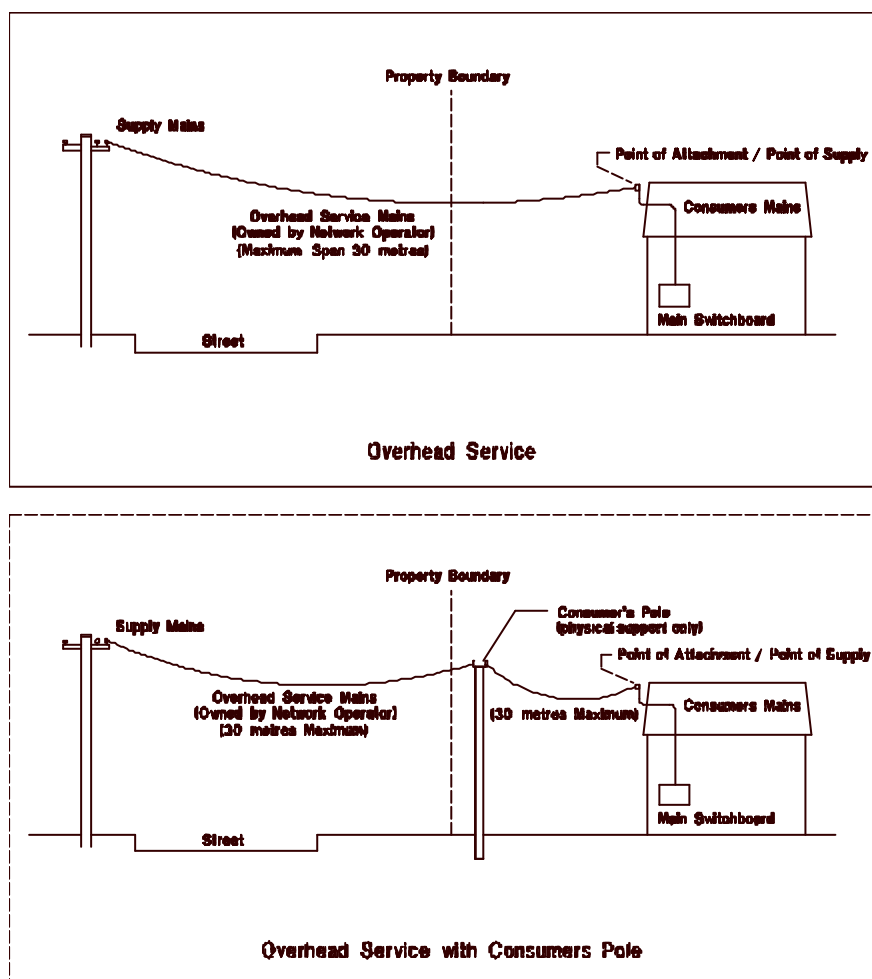 Property Boundary
Supply Mains
Point of Attachment / Point of Supply
Consumers Mains
Overhead Service Mains
(Owned by Network Operator)
(Maximum Span 30 metres)
Main Switchboard
Street
Overhead Service
Property Boundary
Consumer's Pole
(physical support only)
Supply Mains
Point of Attachment / Point of Supply
Overhead Service Mains
(Owned by Network Operator)
(30 metres Maximum)
(30 metres Maximum)
Consumers Mains
Main Switchboard
Street
Overhead Service with Consumers Pole